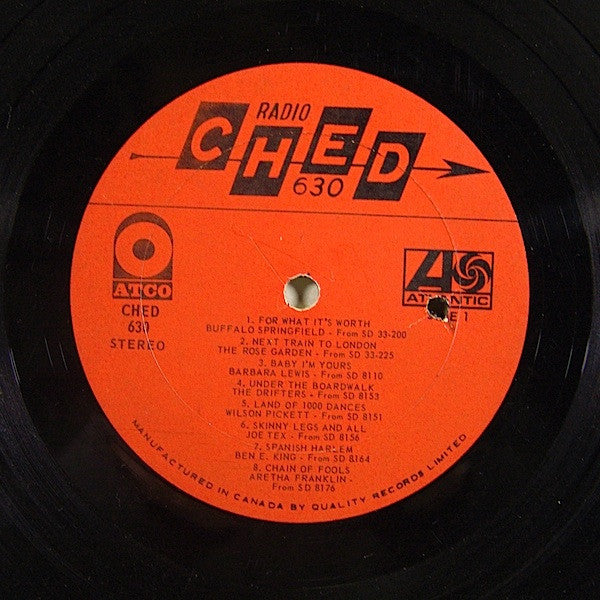 RADIO
CHED
630
ATCO
CHED
630
STEREO
ATLANTIC
1
1. FOR WHAT IT'S WORTH
BUFFALO SPRINGFIELD - From SD 33-200
2. NEXT TRAIN TO LONDON
THE ROSE GARDEN - From SD 33-225
3. BABY I'M YOURS
BARBARA LEWIS - From SD 8110
4. UNDER THE BOARDWALK
THE DRIFTERS - From SD 8153
5. LAND OF 1000 DANCES
WILSON PICKETT - From SD 8151
6. SKINNY LEGS AND ALL
JOE TEX - From SD 8156
7. SPANISH HARLEM
BEN E. KING - From SD 8164
8. CHAIN OF FOOLS
ARETHA FRANKLIN -
From SD 8176
MANUFACTURED IN CANADA BY QUALITY RECORDS LIMITED